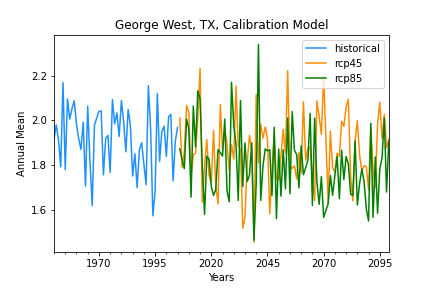 George West, TX, Calibration Model
historical
rcp45
rcp85
Annual Mean
2.2
2.0
1.8
1.6
1970
1995
2020
2045
2070
2095
Years